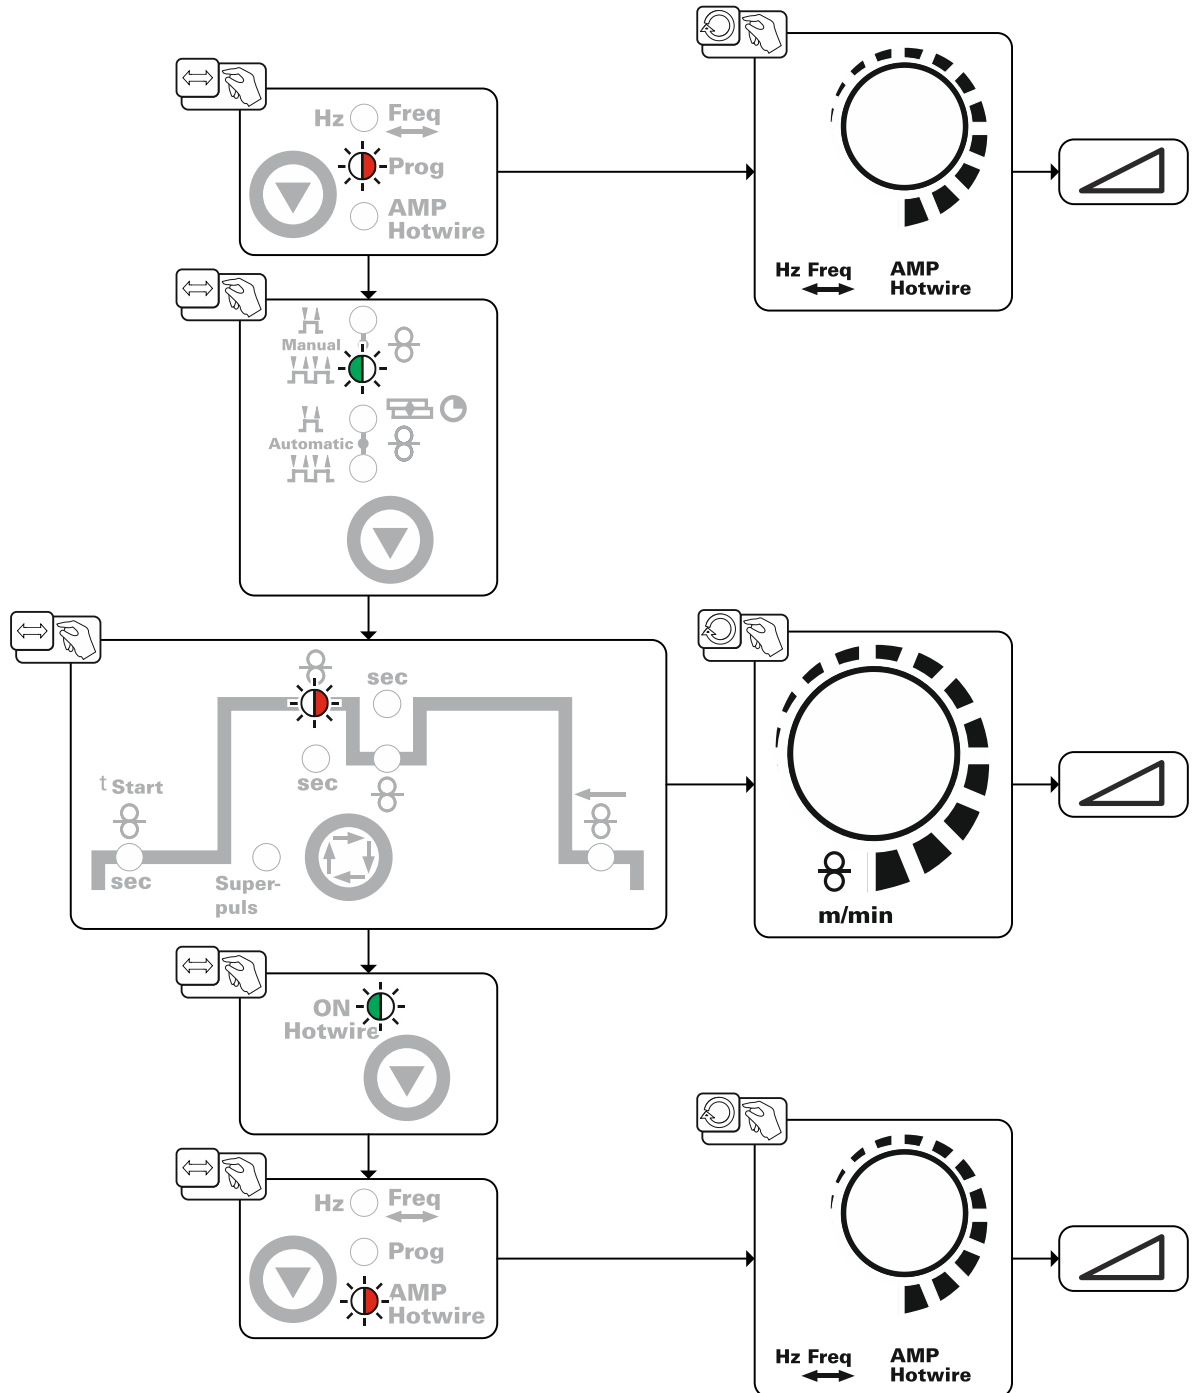 Hz Freq
Prog
AMP
Hotwire
Hz Freq AMP
Hotwire
Manual
Automatic
sec
sec
t Start
sec
Super-
puls
m/min
ON
Hotwire
Hz Freq
Prog
AMP
Hotwire
Hz Freq AMP
Hotwire